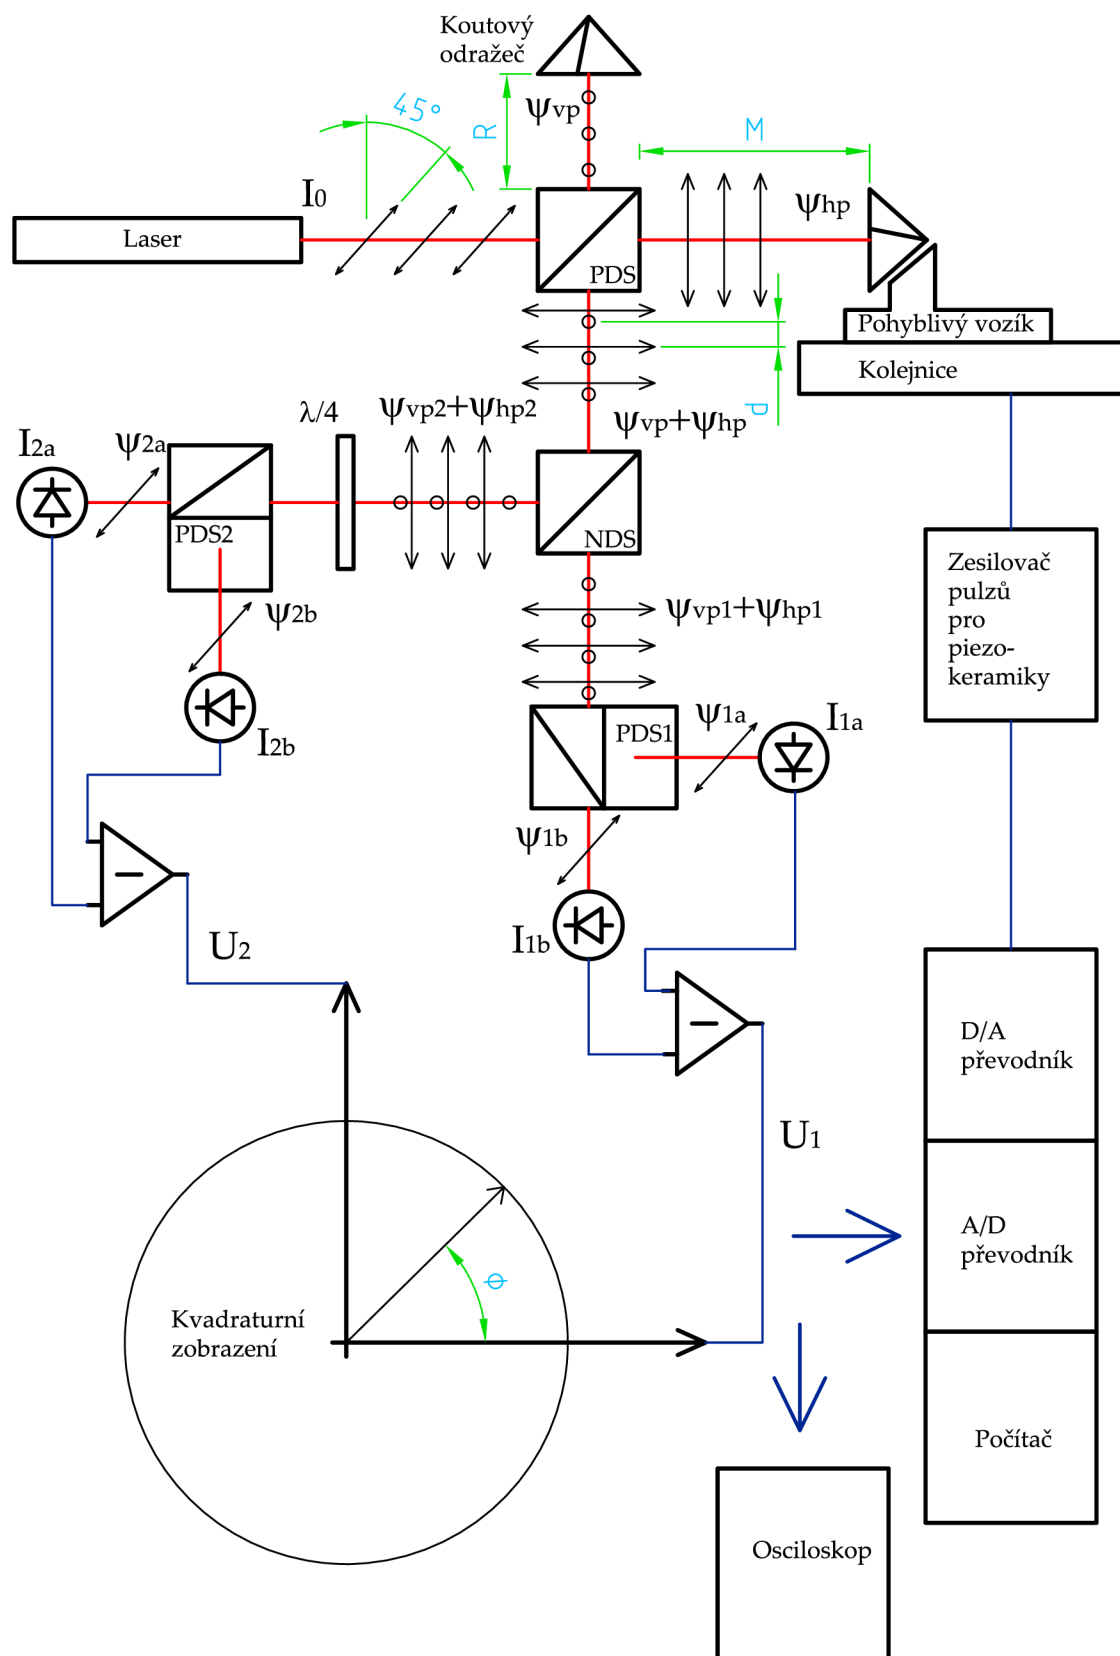 Koutový
odražeč
ψvp
45°
R
M
I0
ψhp
Laser
PDS
Pohyblivý vozík
Kolejnice
d
λ/4
ψvp2+ψhp2
ψvp+ψhp
I2a
ψ2a
PDS2
NDS
Zesilovač
pulzů
pro
piezo-
keramiky
ψ2b
ψvp1+ψhp1
I2b
ψ1a
I1a
PDS1
ψ1b
I1b
U2
D/A
převodník
U1
A/D
převodník
ϕ
Kvadraturní
zobrazení
Počítač
Osciloskop